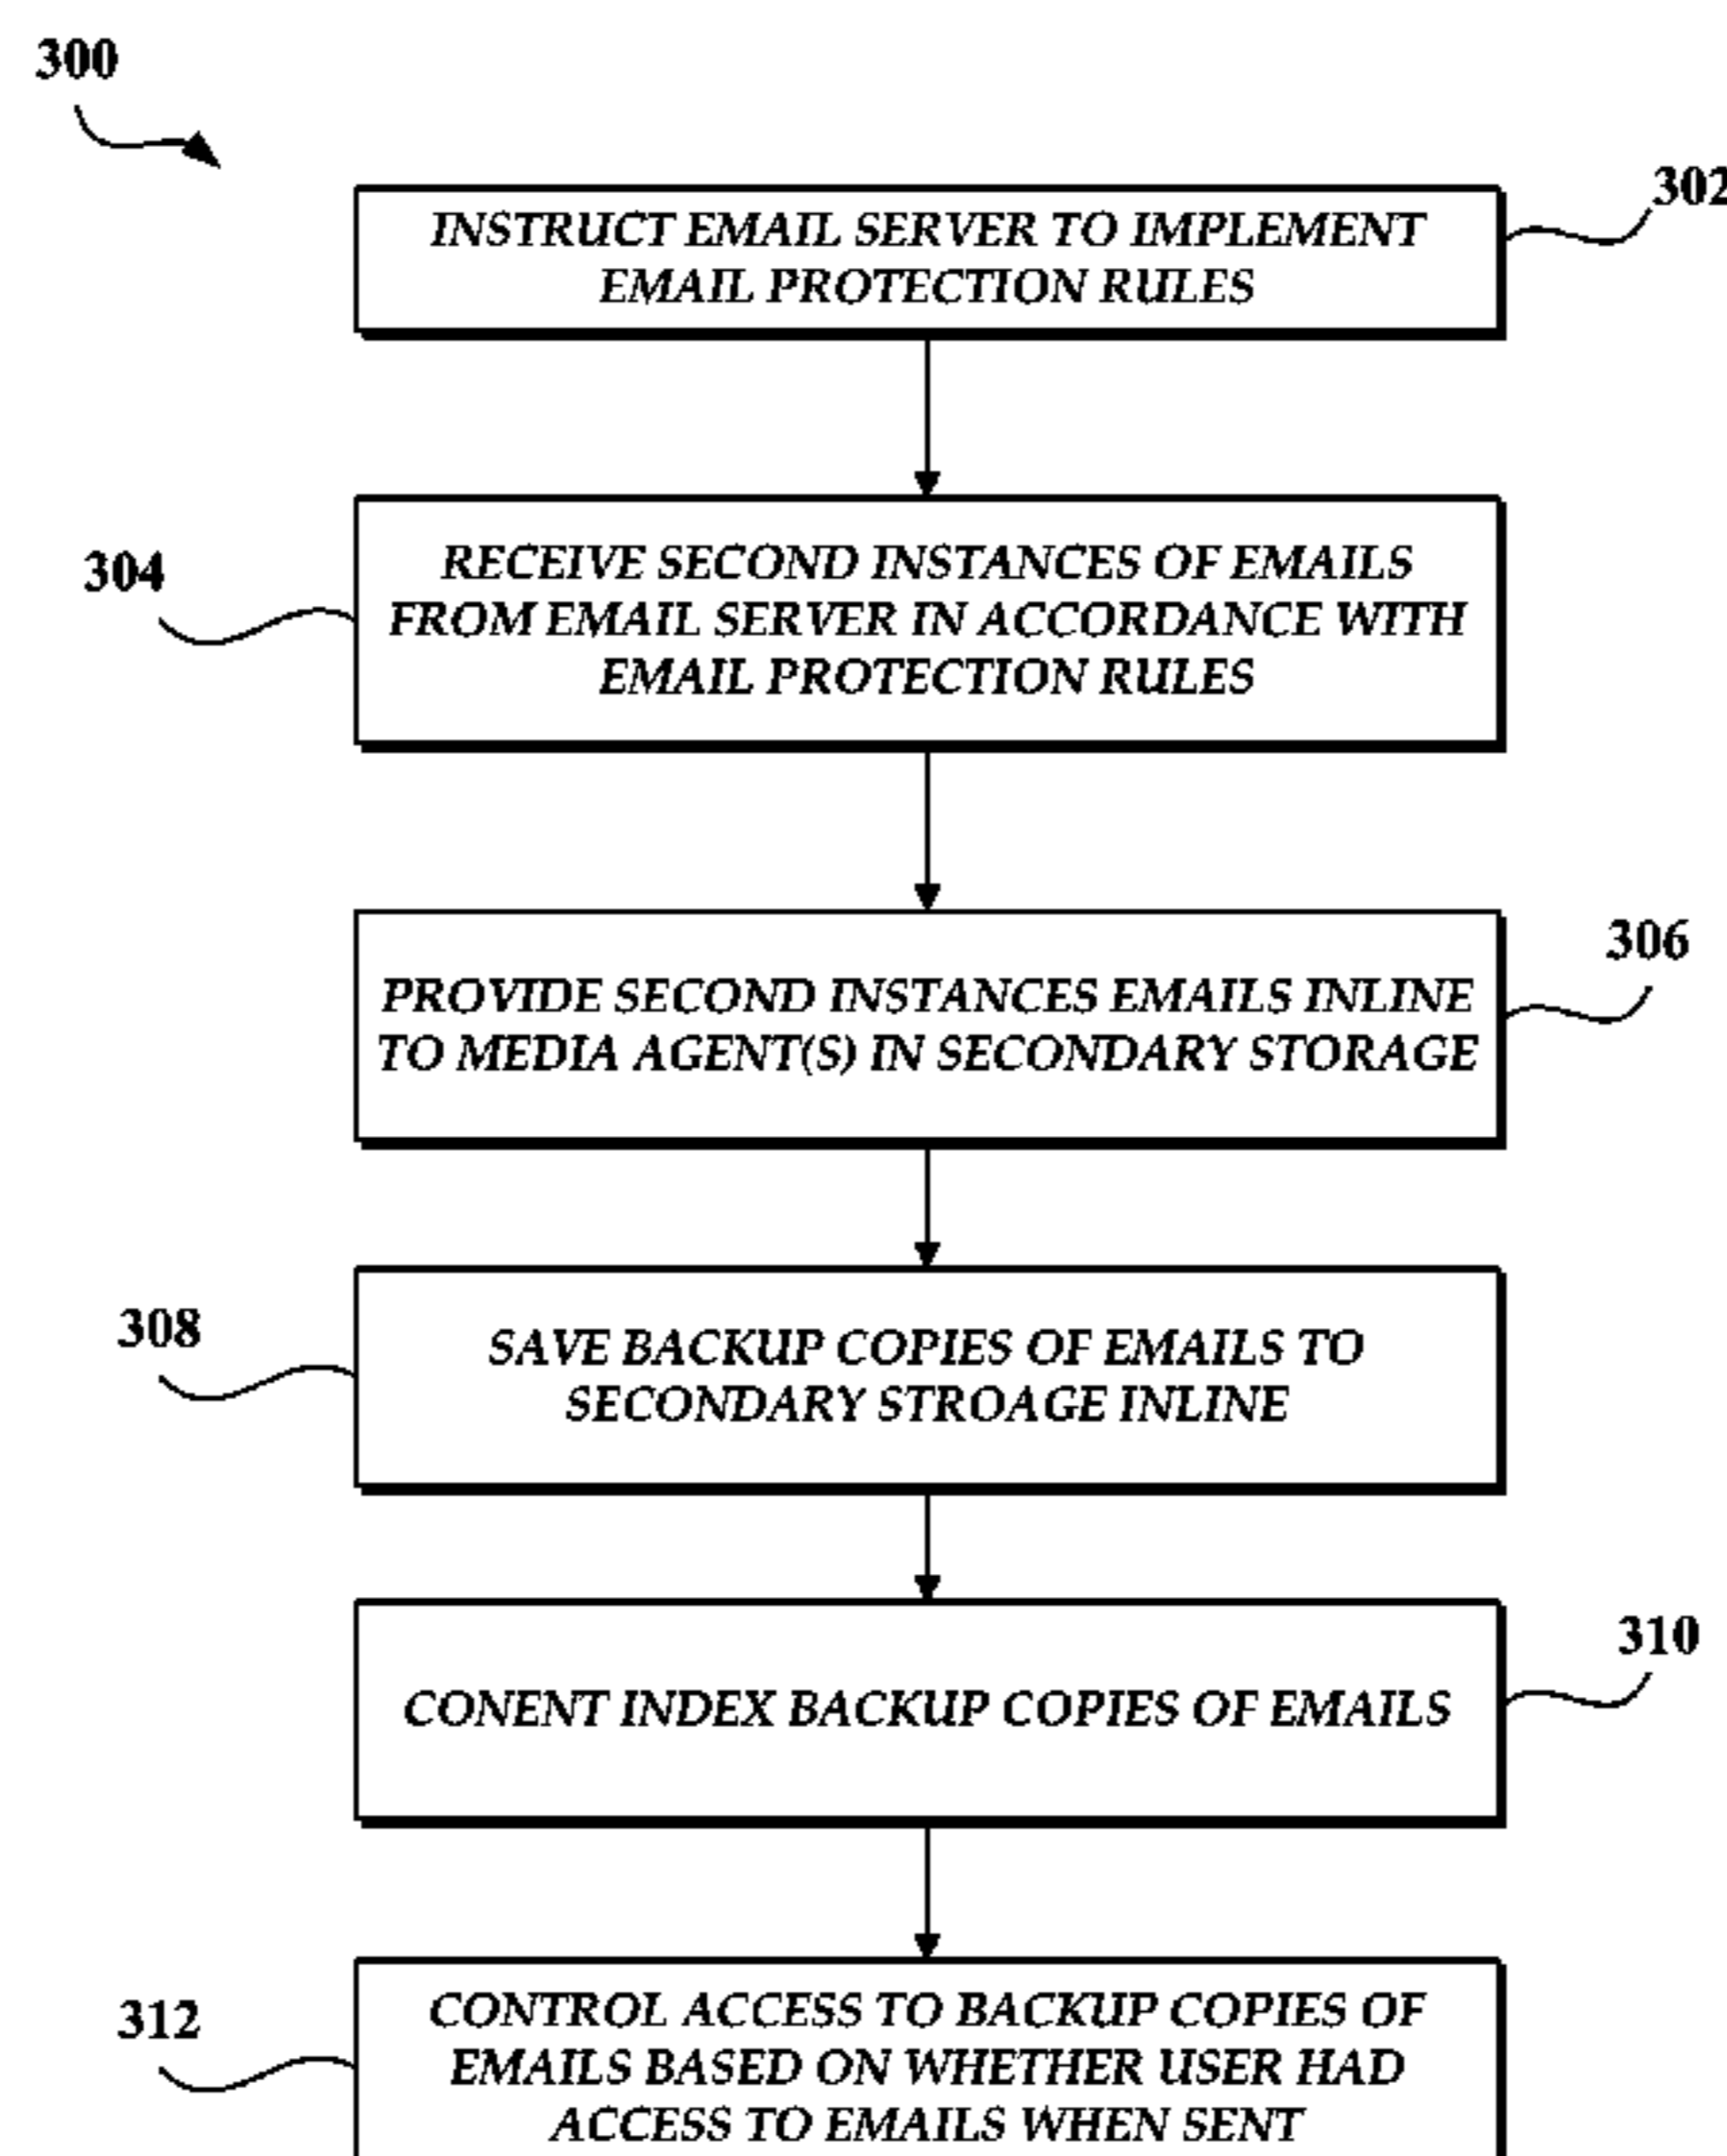 300
302
INSTRUCT EMAIL SERVER TO IMPLEMENT
EMAIL PROTECTION RULES
304
RECEIVE SECOND INSTANCES OF EMAILS
FROM EMAIL SERVER IN ACCORDANCE WITH
EMAIL PROTECTION RULES
306
PROVIDE SECOND INSTANCES EMAILS INLINE
TO MEDIA AGENT(S) IN SECONDARY STORAGE
308
SAVE BACKUP COPIES OF EMAILS TO
SECONDARY STROAGE INLINE
310
CONENT INDEX BACKUP COPIES OF EMAILS
312
CONTROL ACCESS TO BACKUP COPIES OF
EMAILS BASED ON WHETHER USER HAD
ACCESS TO EMAILS WHEN SENT